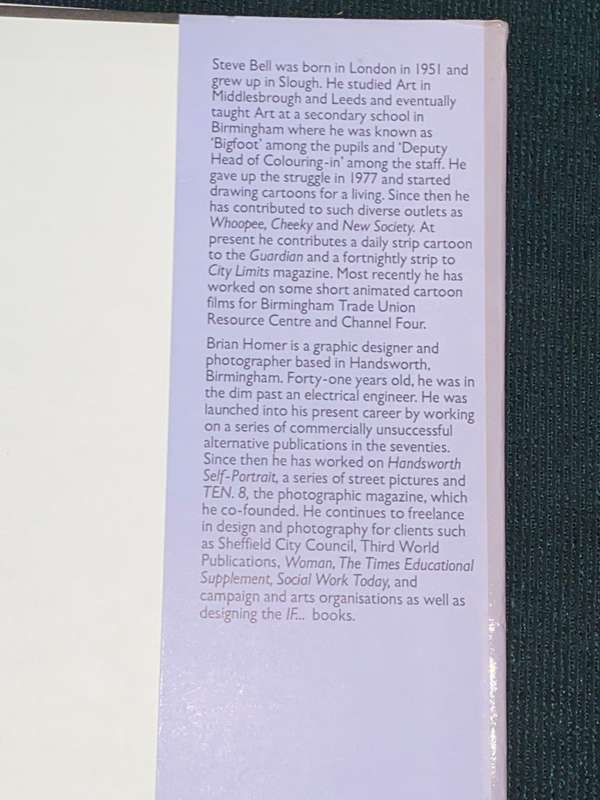 Steve Bell was born in London in 1951 and
grew up in Slough. He studied Art in
Middlesbrough and Leeds and eventually
taught Art at a secondary school in
Birmingham where he was known as
'Bigfoot' among the pupils and 'Deputy
Head of Colouring-in' among the staff. He
gave up the struggle in 1977 and started
drawing cartoons for a living. Since then he
has contributed to such diverse outlets as
Whoopee, Cheeky and New Society. At
present he contributes a daily strip cartoon
to the Guardian and a fortnightly strip to
City Limits magazine. Most recently he has
worked on some short animated cartoon
films for Birmingham Trade Union
Resource Centre and Channel Four.
Brian Homer is a graphic designer and
photographer based in Handsworth,
Birmingham. Forty-one years old, he was in
the dim past an electrical engineer. He was
launched into his present career by working
on a series of commercially unsuccessful
alternative publications in the seventies.
Since then he has worked on Handsworth
Self-Portrait, a series of street pictures and
TEN. 8, the photographic magazine, which
he co-founded. He continues to freelance
in design and photography for clients such
as Sheffield City Council, Third World
Publications, Woman, The Times Educational
Supplement, Social Work Today, and
campaign and arts organisations as well as
designing the IF... books.